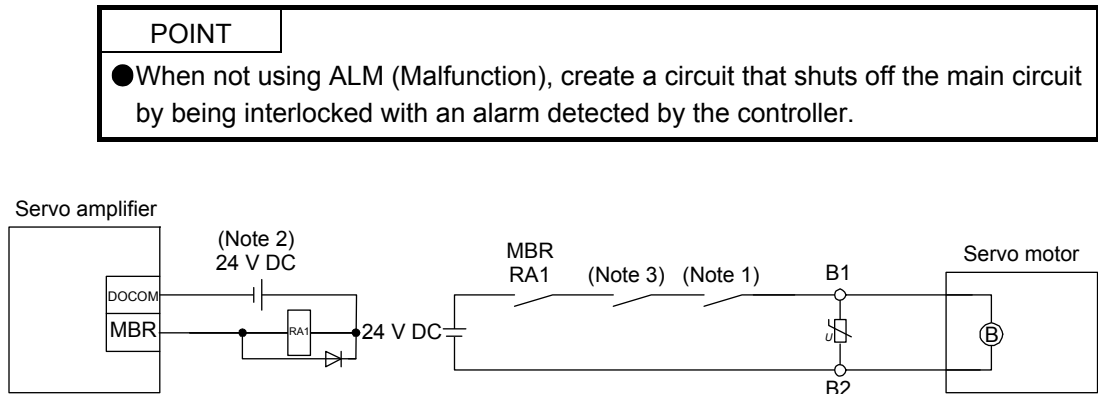 POINT
●When not using ALM (Malfunction), create a circuit that shuts off the main circuit
by being interlocked with an alarm detected by the controller.
Servo amplifier
(Note 2)
24 V DC
DOCOM
MBR
RA1
24 V DC
MBR
RA1
(Note 3)
(Note 1)
B1
U
B2
Servo motor
B